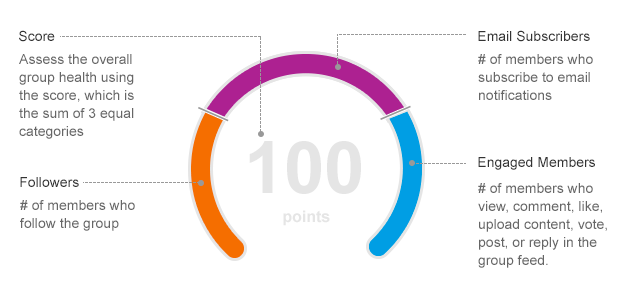 Score
Assess the overall
group health using
the score, which is
the sum of 3 equal
categories
Followers
# of members who
follow the group
100
points
Email Subscribers
# of members who
subscribe to email
notifications
Engaged Members
# of members who
view, comment, like,
upload content, vote,
post, or reply in the
group feed.